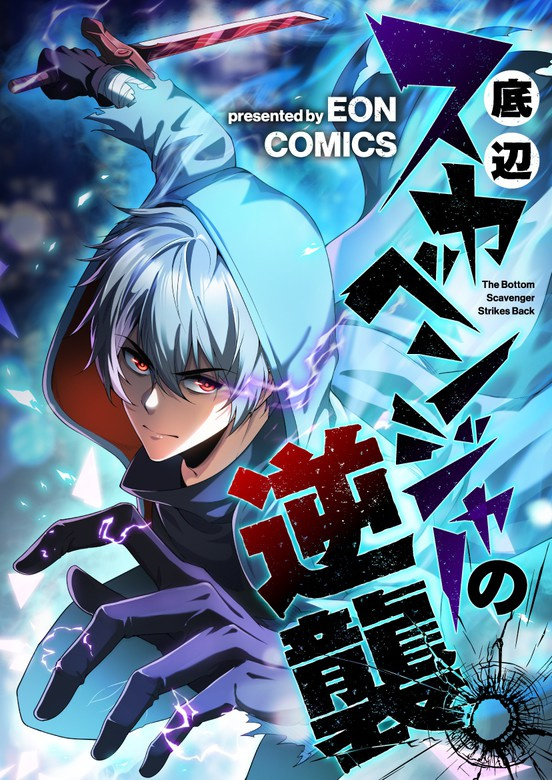 底辺
スカベンジャーの
逆襲
presented by EON
COMICS
The Bottom
Scavenger
Strikes Back